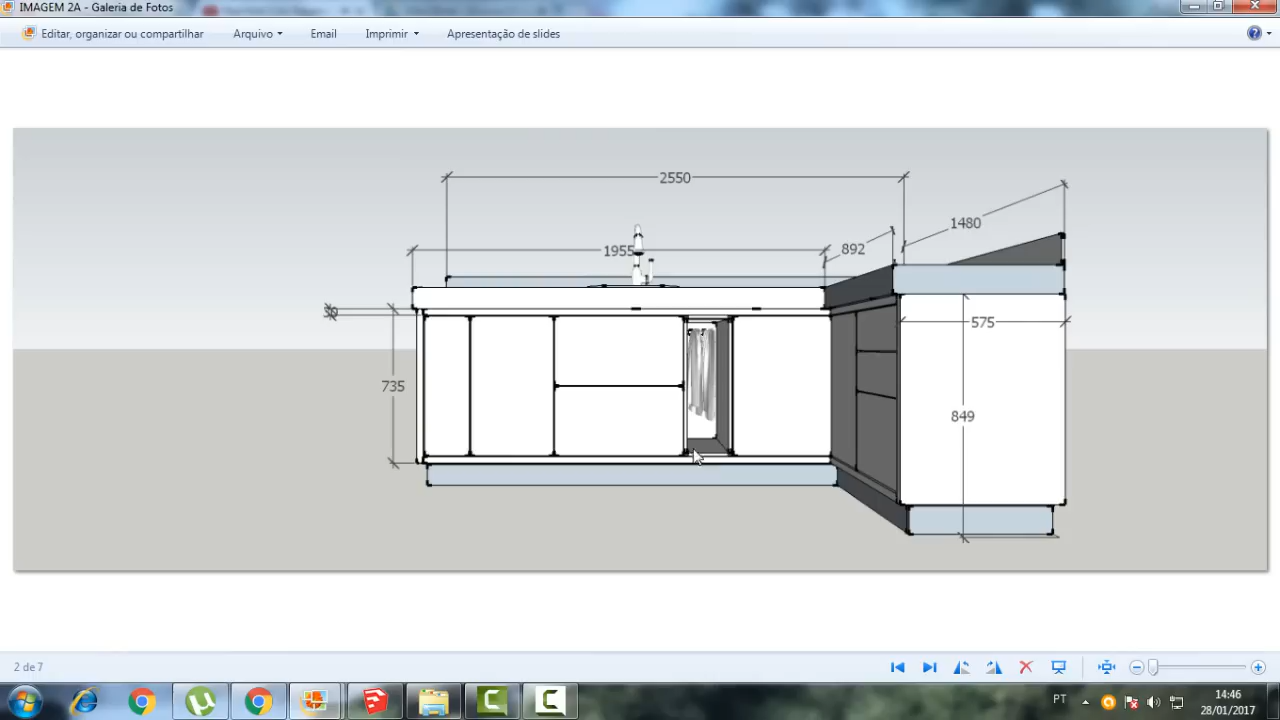 IMAGEM 2A - Galeria de Fotos
Editar, organizar ou compartilhar Arquivo Email Imprimir Apresentação de slides
2550
1480
1955
892
575
735
849
2 de 7
PT
14:46
28/01/2017